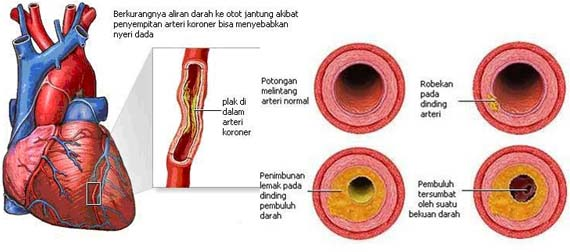 Berkurangnya aliran darah ke otot jantung akibat
penyempitan arteri koroner bisa menyebabkan
nyeri dada
plak di
dalam
arteri
koroner
Potongan
melintang
arteri normal
Robekan
pada
dinding
arteri
Penimbunan
lemak pada
dinding
pembuluh
darah
Pembuluh
tersumbat
oleh suatu
bekuan darah